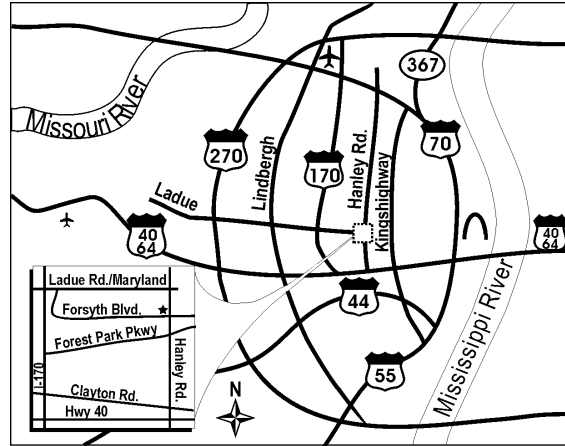 367
Missouri River
270
Lindbergh
170
Hanley Rd.
Kingshighway
70
Ladue
40
64
40
64
44
55
Mississippi River
N
Ladue Rd./Maryland
Forsyth Blvd.
Forest Park Pkwy
I-170
Hanley Rd.
Clayton Rd.
Hwy 40